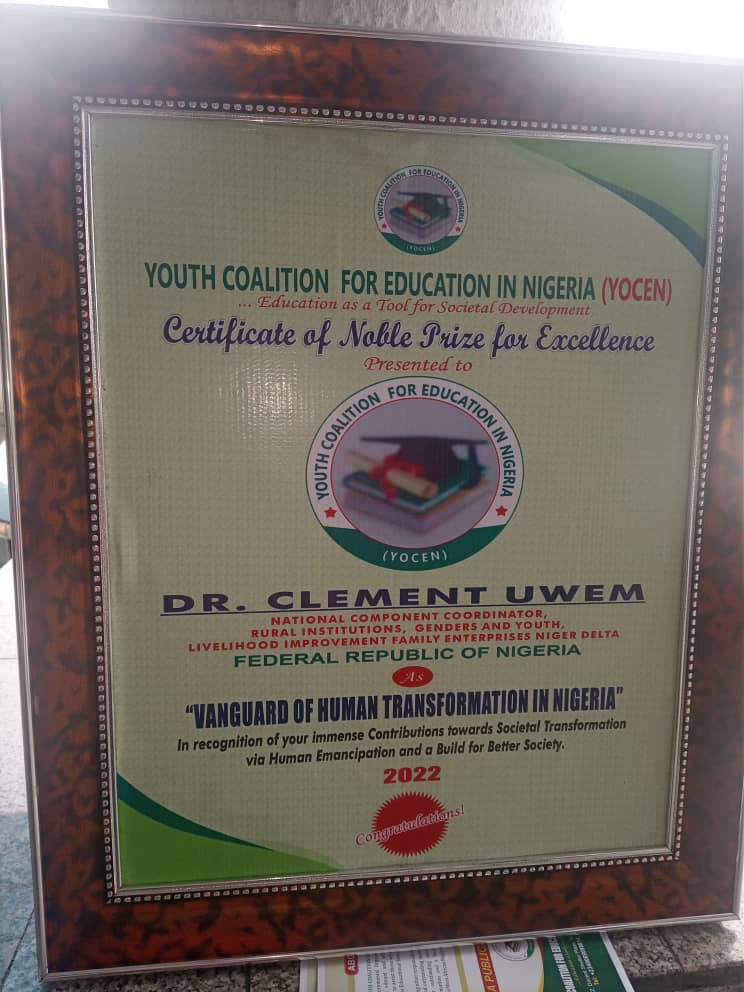 YOUTH COALITION FOR EDUCATION IN NIGERIA
(YOCEN)
YOUTH COALITION FOR EDUCATION IN NIGERIA (YOCEN)
... Education as a Tool for Societal Development
Certificate of Noble Prize for Excellence
Presented to
YOUTH COALITION FOR EDUCATION IN NIGERIA
(YOCEN)
DR. CLEMENT UWEM
NATIONAL COMPONENT COORDINATOR,
RURAL INSTITUTIONS, GENDERS AND YOUTH,
LIVELIHOOD IMPROVEMENT FAMILY ENTERPRISES NIGER DELTA
FEDERAL REPUBLIC OF NIGERIA
As
"VANGUARD OF HUMAN TRANSFORMATION IN NIGERIA"
In recognition of your immense Contributions towards Societal Transformation
via Human Emancipation and a Build for Better Society.
2022
Congratulations!
A PUBLIC
COALITION FOR